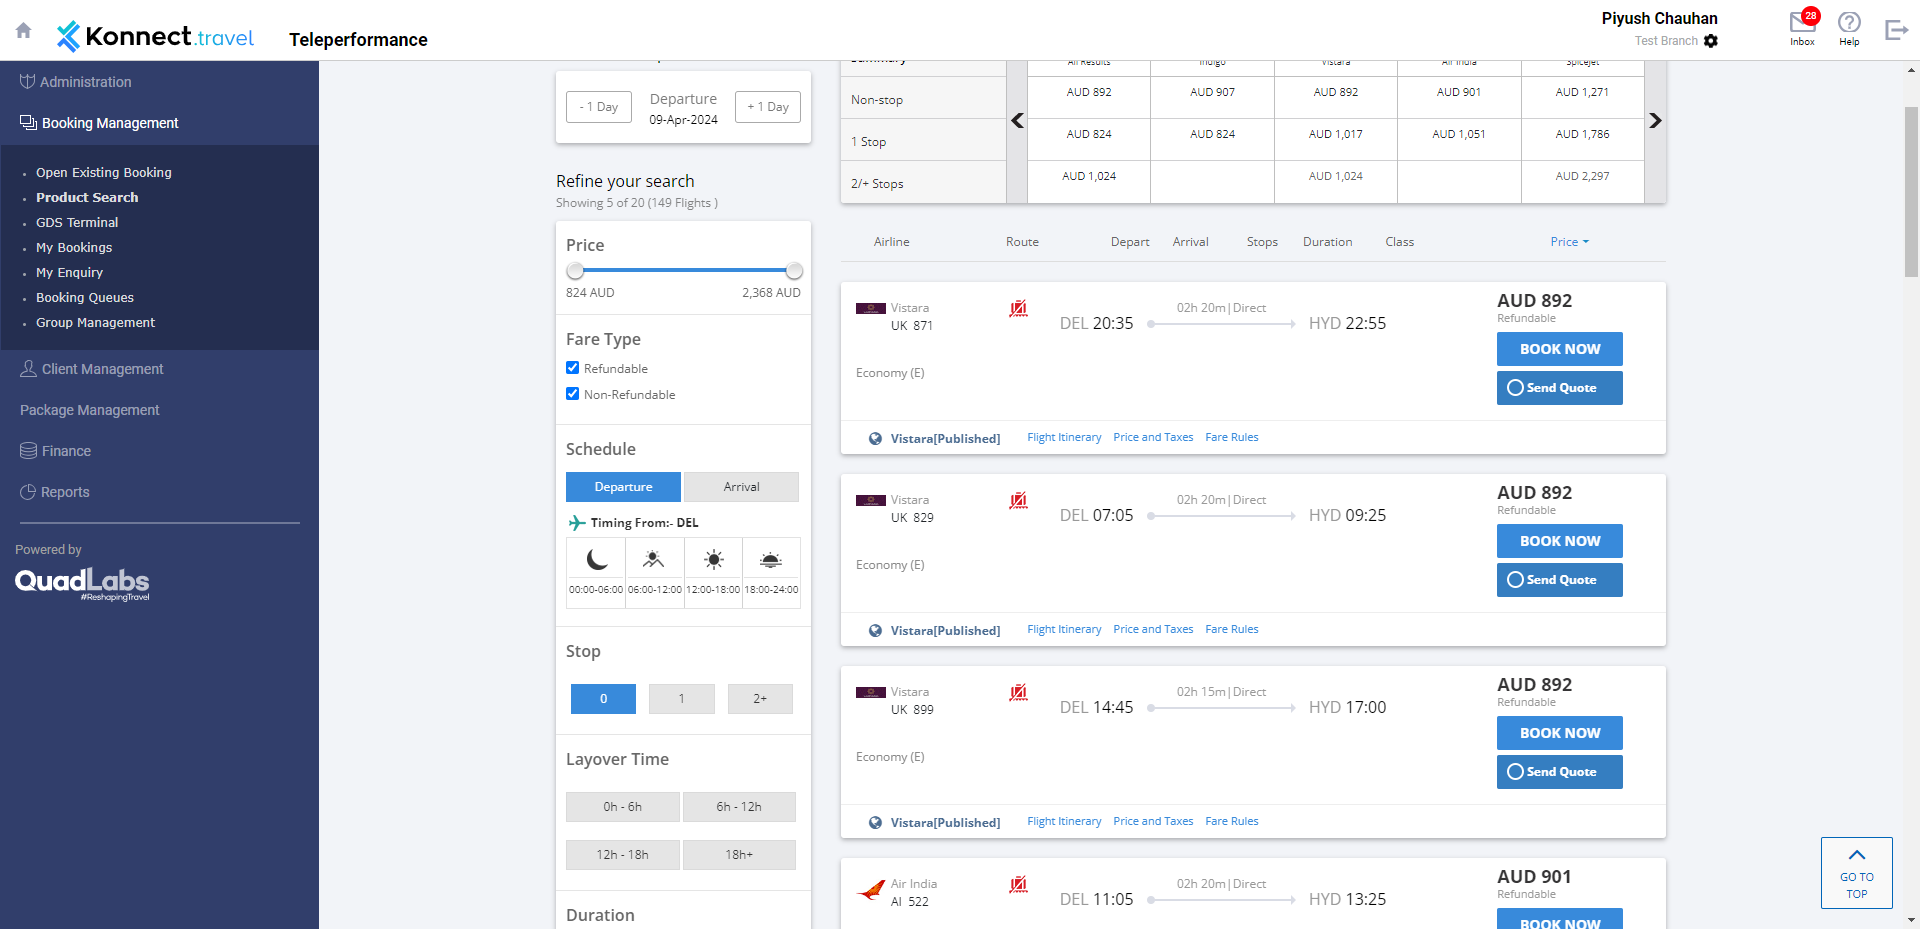 Konnect.travel
Teleperformance
Piyush Chauhan
Test Branch
28
Inbox
Help
Administration
Booking Management
Open Existing Booking
Product Search
GDS Terminal
My Bookings
My Enquiry
Booking Queues
Group Management
Client Management
Package Management
Finance
Reports
Powered by
QuadLabs
#ReshapingTravel
- 1 Day
Departure
09-Apr-2024
+ 1 Day
Refine your search
Showing 5 of 20 (149 Flights )
Price
824 AUD 2,368 AUD
Fare Type
Refundable
Non-Refundable
Schedule
Departure Arrival
Timing From:- DEL
00:00-06:00 06:00-12:00 12:00-18:00 18:00-24:00
Stop
0 1 2+
Layover Time
0h - 6h 6h - 12h
12h - 18h 18h+
Duration
Summary All Results Indigo Vistara Air India SpiceJet
Non-stop AUD 892 AUD 907 AUD 892 AUD 901 AUD 1,271
1 Stop AUD 824 AUD 824 AUD 1,017 AUD 1,051 AUD 1,786
2/+ Stops AUD 1,024 AUD 1,024 AUD 2,297
Airline Route Depart Arrival Stops Duration Class Price
Vistara
UK 871
DEL 20:35
02h 20m|Direct
HYD 22:55
AUD 892
Refundable
BOOK NOW
Send Quote
Economy (E)
Vistara[Published] Flight Itinerary Price and Taxes Fare Rules
Vistara
UK 829
DEL 07:05
02h 20m|Direct
HYD 09:25
AUD 892
Refundable
BOOK NOW
Send Quote
Economy (E)
Vistara[Published] Flight Itinerary Price and Taxes Fare Rules
Vistara
UK 899
DEL 14:45
02h 15m|Direct
HYD 17:00
AUD 892
Refundable
BOOK NOW
Send Quote
Economy (E)
Vistara[Published] Flight Itinerary Price and Taxes Fare Rules
Air India
AI 522
DEL 11:05
02h 20m|Direct
HYD 13:25
AUD 901
Refundable
BOOK NOW
GO TO
TOP